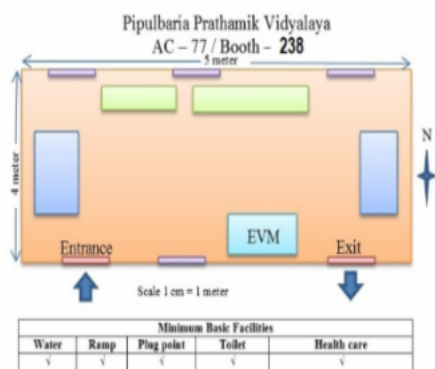 Pipulbaria Prathamik Vidyalaya
AC – 77 / Booth – 238
5 meter
4 meter
N
EVM
Entrance
Exit
Scale 1 cm = 1 meter
Minimum Basic Facilities
Water Ramp Plug point Toilet Health care
√ √ √ √ √